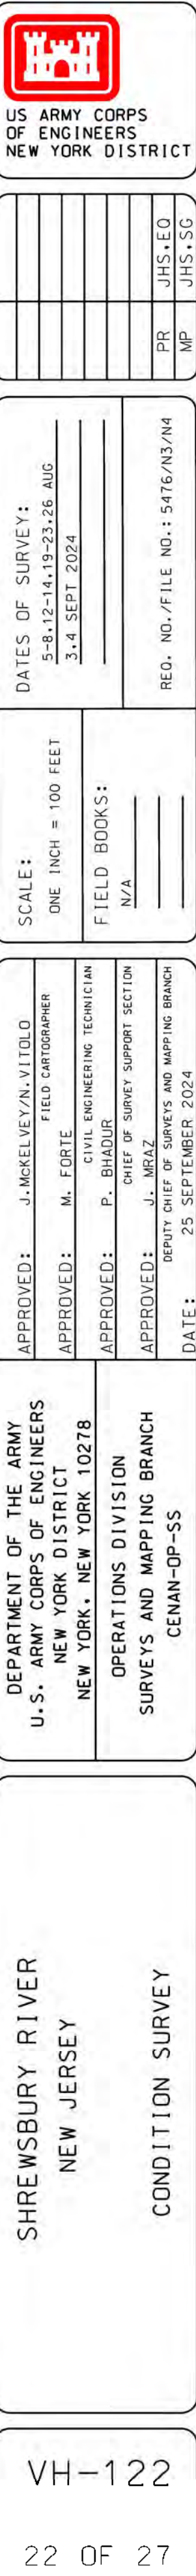 US ARMY CORPS
OF ENGINEERS
NEW YORK DISTRICT
PR JHS,EQ
MP JHS,SG
DATES OF SURVEY:
5-8,12-14,19-23,26 AUG
3,4 SEPT 2024
REQ. NO./FILE NO.: 5476/N3/N4
SCALE:
ONE INCH = 100 FEET
FIELD BOOKS:
N/A
APPROVED: J.McKELVEY/N.VITOLO
FIELD CARTOGRAPHER
APPROVED: M. FORTE
CIVIL ENGINEERING TECHNICIAN
APPROVED: P. BHADUR
CHIEF OF SURVEY SUPPORT SECTION
APPROVED: J. MRAZ
DEPUTY CHIEF OF SURVEYS AND MAPPING BRANCH
DATE: 25 SEPTEMBER 2024
DEPARTMENT OF THE ARMY
U.S. ARMY CORPS OF ENGINEERS
NEW YORK DISTRICT
NEW YORK, NEW YORK 10278
OPERATIONS DIVISION
SURVEYS AND MAPPING BRANCH
CENAN-OP-SS
SHREWSBURY RIVER
NEW JERSEY
CONDITION SURVEY
VH-122
22 OF 27